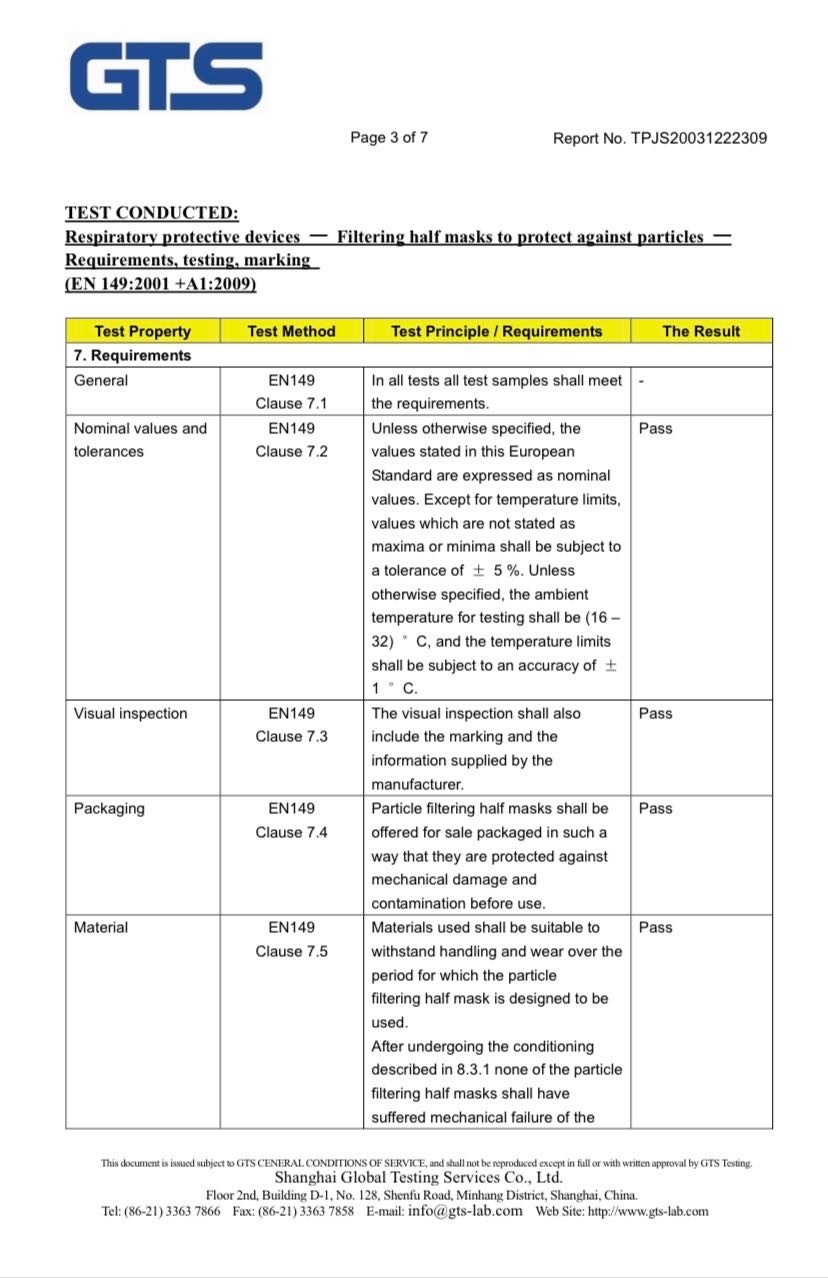 GTS
Page 3 of 7 Report No. TPJS20031222309
TEST CONDUCTED:
Respiratory protective devices — Filtering half masks to protect against particles —
Requirements, testing, marking
(EN 149:2001 +A1:2009)
Test Property Test Method Test Principle / Requirements The Result
7. Requirements
General EN149 In all tests all test samples shall meet -
Clause 7.1 the requirements.
Nominal values and EN149 Unless otherwise specified, the Pass
tolerances Clause 7.2 values stated in this European
Standard are expressed as nominal
values. Except for temperature limits,
values which are not stated as
maxima or minima shall be subject to
a tolerance of ± 5 %. Unless
otherwise specified, the ambient
temperature for testing shall be (16 –
32) ° C, and the temperature limits
shall be subject to an accuracy of ±
1 ° C.
Visual inspection EN149 The visual inspection shall also Pass
Clause 7.3 include the marking and the
information supplied by the
manufacturer.
Packaging EN149 Particle filtering half masks shall be Pass
Clause 7.4 offered for sale packaged in such a
way that they are protected against
mechanical damage and
contamination before use.
Material EN149 Materials used shall be suitable to Pass
Clause 7.5 withstand handling and wear over the
period for which the particle
filtering half mask is designed to be
used.
After undergoing the conditioning
described in 8.3.1 none of the particle
filtering half masks shall have
suffered mechanical failure of the
This document is issued subject to GTS CENERAL CONDITIONS OF SERVICE, and shall not be reproduced except in full or with written approval by GTS Testing.
Shanghai Global Testing Services Co., Ltd.
Floor 2nd, Building D-1, No. 128, Shenfu Road, Minhang District, Shanghai, China.
Tel: (86-21) 3363 7866 Fax: (86-21) 3363 7858 E-mail: info@gts-lab.com Web Site: http://www.gts-lab.com